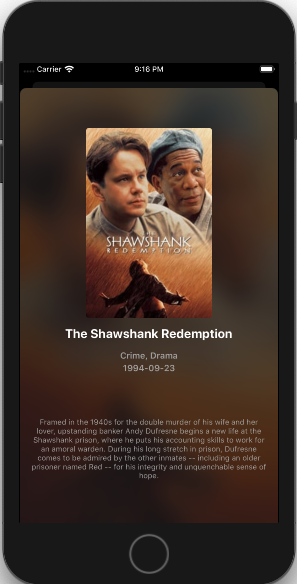 Carrier
9:16 PM
THE
SHAWSHANK
REDEMPTION
The Shawshank Redemption
Crime, Drama
1994-09-23
Framed in the 1940s for the double murder of his wife and her
lover, upstanding banker Andy Dufresne begins a new life at the
Shawshank prison, where he puts his accounting skills to work for
an amoral warden. During his long stretch in prison, Dufresne
comes to be admired by the other inmates -- including an older
prisoner named Red -- for his integrity and unquenchable sense of
hope.